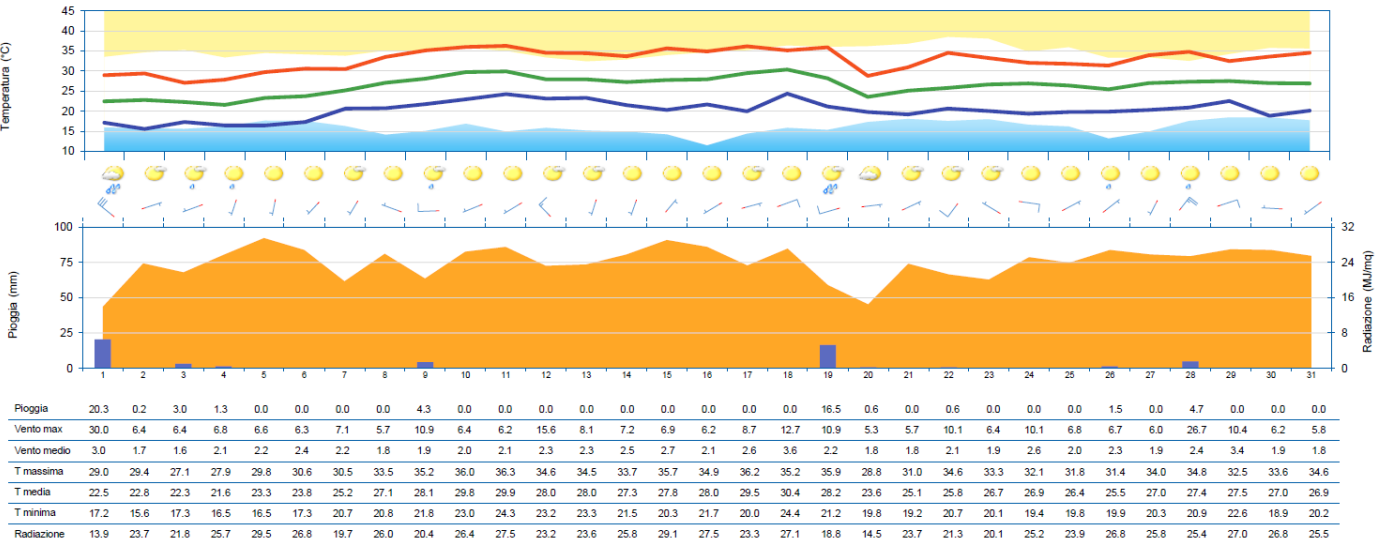 Temperatura (°C)
45
40
35
30
25
20
15
10
Pioggia (mm)
100
75
50
25
0
Radiazione (MJ/mq)
32
24
16
8
0
1 2 3 4 5 6 7 8 9 10 11 12 13 14 15 16 17 18 19 20 21 22 23 24 25 26 27 28 29 30 31
Pioggia 20.3 0.2 3.0 1.3 0.0 0.0 0.0 0.0 4.3 0.0 0.0 0.0 0.0 0.0 0.0 0.0 0.0 0.0 16.5 0.6 0.0 0.6 0.0 0.0 0.0 1.5 0.0 4.7 0.0 0.0 0.0
Vento max 30.0 6.4 6.4 6.8 6.6 6.3 7.1 5.7 10.9 6.4 6.2 15.6 8.1 7.2 6.9 6.2 8.7 12.7 10.9 5.3 5.7 10.1 6.4 10.1 6.8 6.7 6.0 26.7 10.4 6.2 5.8
Vento medio 3.0 1.7 1.6 2.1 2.2 2.4 2.2 1.8 1.9 2.0 2.1 2.3 2.3 2.5 2.7 2.1 2.6 3.6 2.2 1.8 1.8 2.1 1.9 2.6 2.0 2.3 1.9 2.4 3.4 1.9 1.8
T massima 29.0 29.4 27.1 27.9 29.8 30.6 30.5 33.5 35.2 36.0 36.3 34.6 34.5 33.7 35.7 34.9 36.2 35.2 35.9 28.8 31.0 34.6 33.3 32.1 31.8 31.4 34.0 34.8 32.5 33.6 34.6
T media 22.5 22.8 22.3 21.6 23.3 23.8 25.2 27.1 28.1 29.8 29.9 28.0 28.0 27.3 27.8 28.0 29.5 30.4 28.2 23.6 25.1 25.8 26.7 26.9 26.4 25.5 27.0 27.4 27.5 27.0 26.9
T minima 17.2 15.6 17.3 16.5 16.5 17.3 20.7 20.8 21.8 23.0 24.3 23.2 23.3 21.5 20.3 21.7 20.0 24.4 21.2 19.8 19.2 20.7 20.1 19.4 19.8 19.9 20.3 20.9 22.6 18.9 20.2
Radiazione 13.9 23.7 21.8 25.7 29.5 26.8 19.7 26.0 20.4 26.4 27.5 23.2 23.6 25.8 29.1 27.5 23.3 27.1 18.8 14.5 23.7 21.3 20.1 25.2 23.9 26.8 25.8 25.4 27.0 26.8 25.5